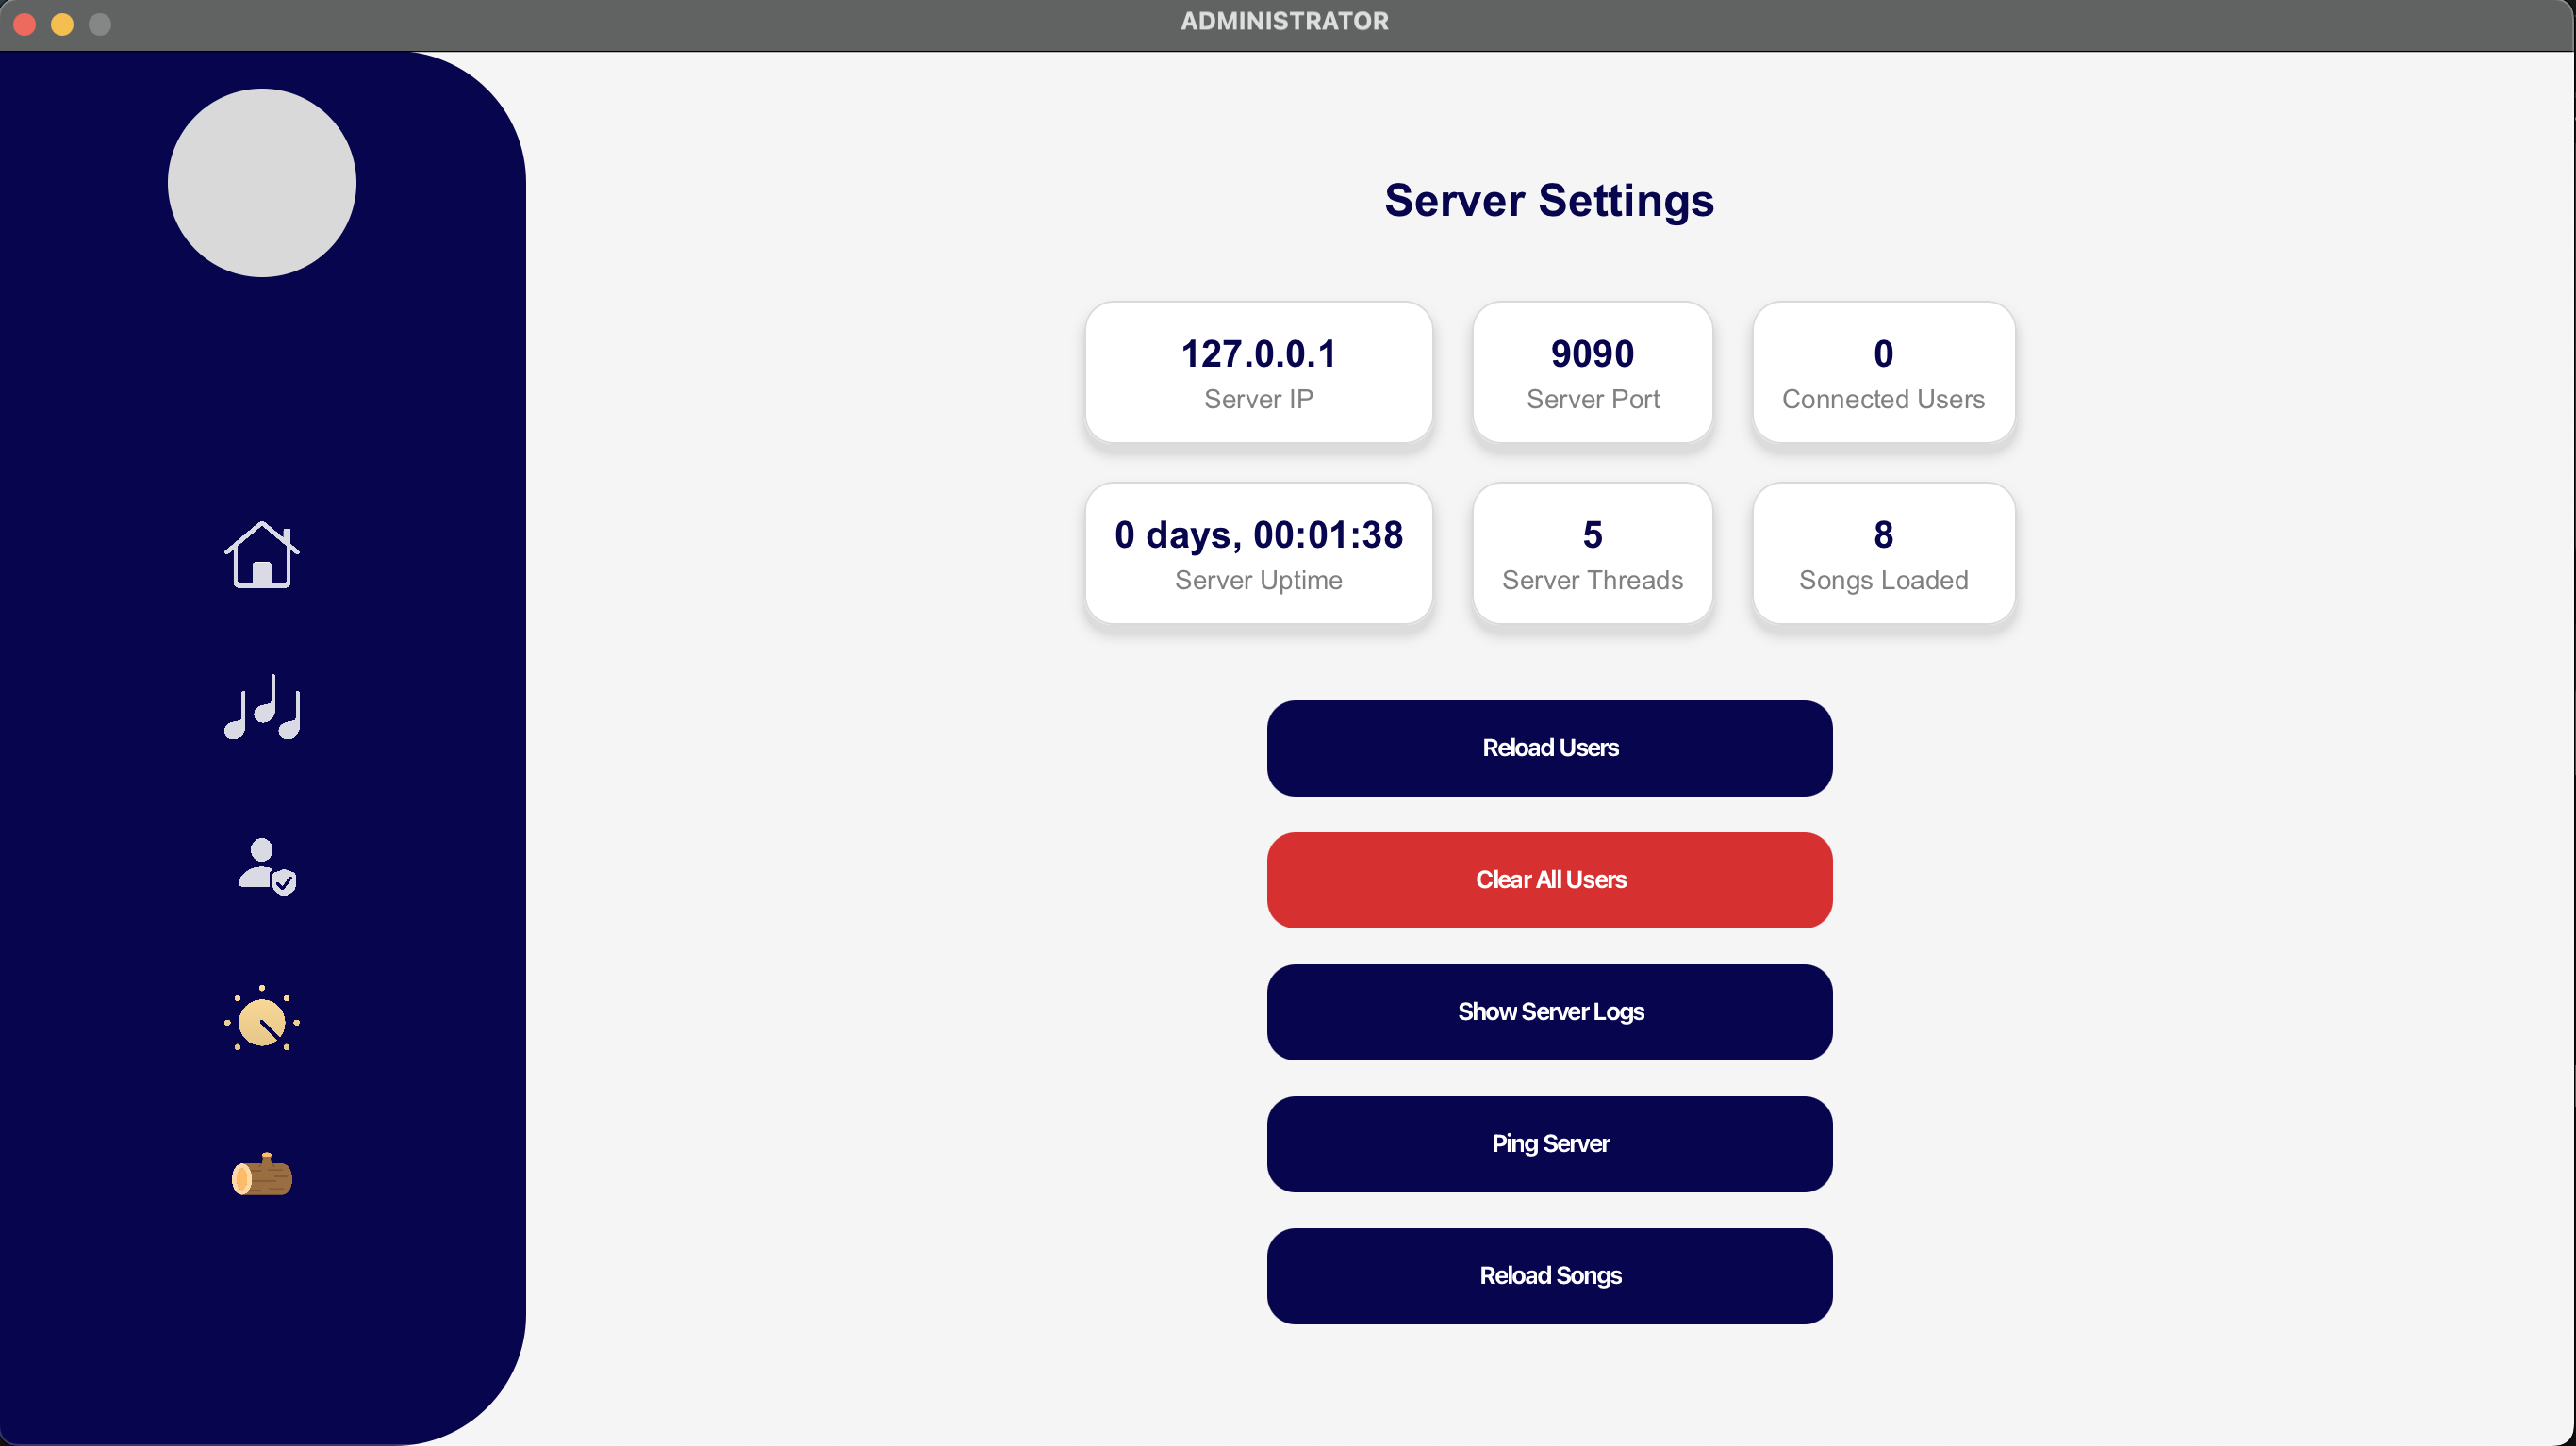 ADMINISTRATOR
Server Settings
127.0.0.1
Server IP
9090
Server Port
0
Connected Users
0 days, 00:01:38
Server Uptime
5
Server Threads
8
Songs Loaded
Reload Users
Clear All Users
Show Server Logs
Ping Server
Reload Songs